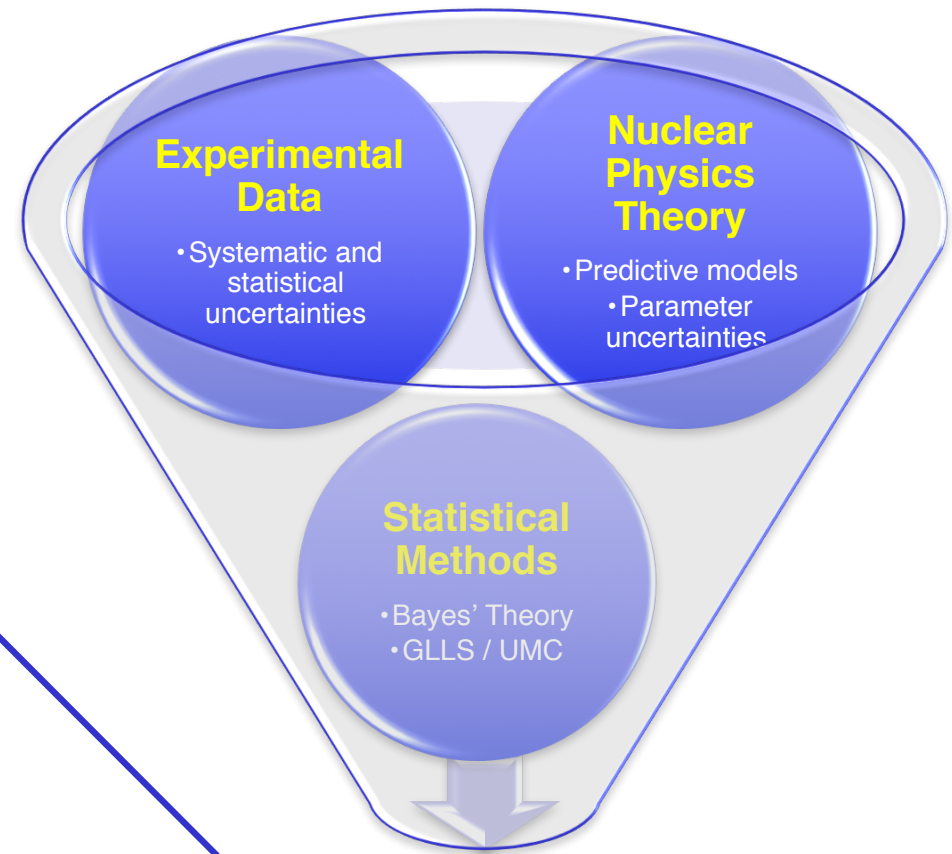 Experimental
Data
•Systematic and
statistical
uncertainties
Nuclear
Physics
Theory
•Predictive models
•Parameter
uncertainties
Statistical
Methods
•Bayes’ Theory
•GLLS / UMC